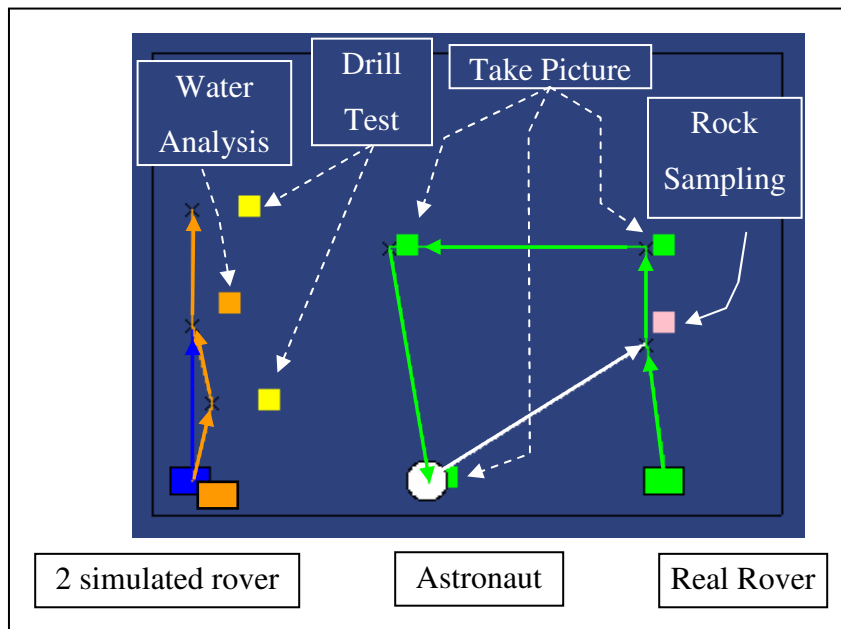 Water
Analysis
Drill
Test
Take Picture
Rock
Sampling
2 simulated rover
Astronaut
Real Rover